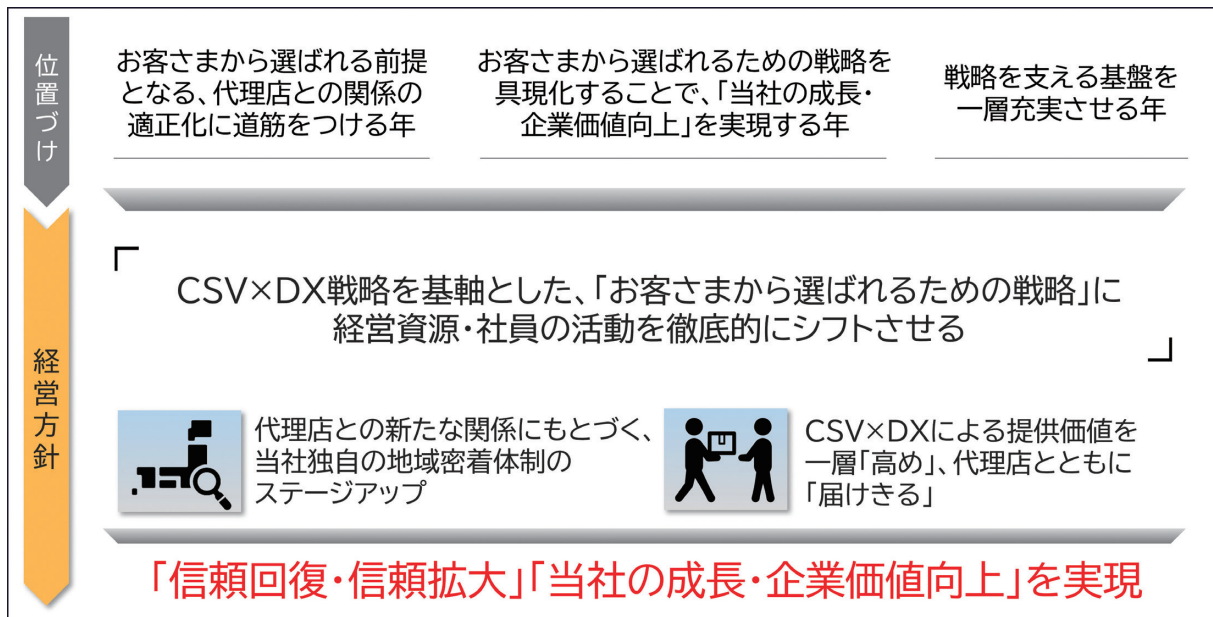 位置づけ
お客さまから選ばれる前提
となる、代理店との関係の
適正化に道筋をつける年
お客さまから選ばれるための戦略を
具現化することで、「当社の成長・
企業価値向上」を実現する年
戦略を支える基盤を
一層充実させる年
経営方針
「
CSV×DX戦略を基軸とした、「お客さまから選ばれるための戦略」に
経営資源・社員の活動を徹底的にシフトさせる
」
代理店との新たな関係にもとづく、
当社独自の地域密着体制の
ステージアップ
CSV×DXによる提供価値を
一層「高め」、代理店とともに
「届けきる」
「信頼回復・信頼拡大」「当社の成長・企業価値向上」を実現